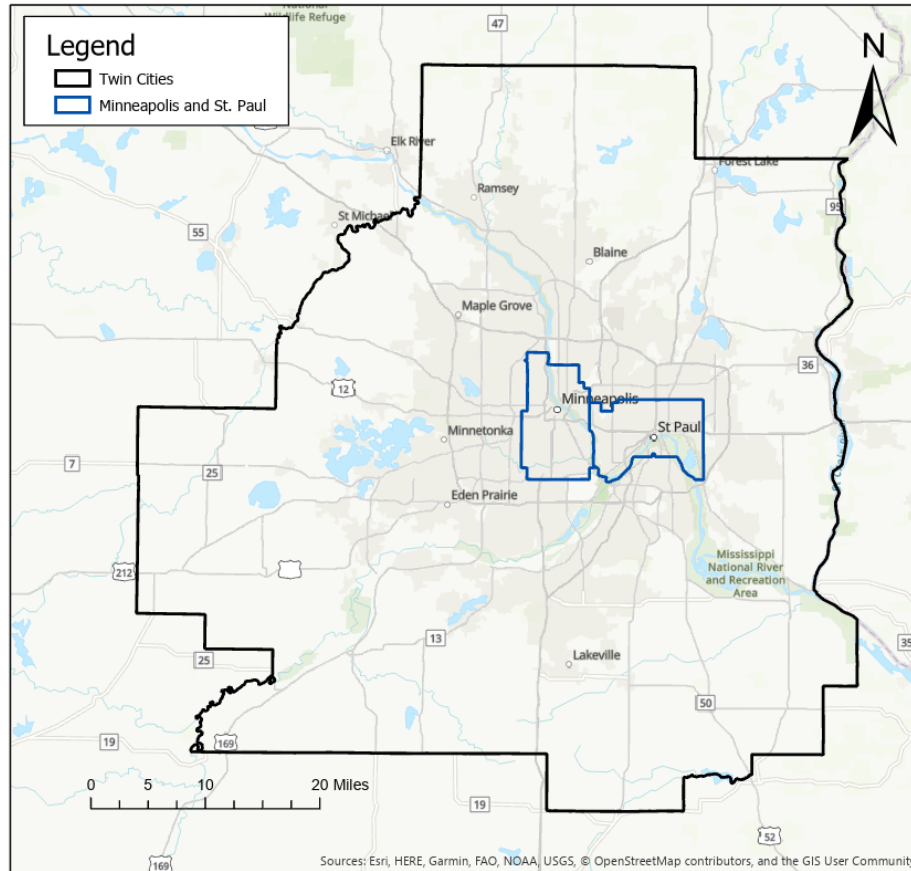 National
Wildlife Refuge
47
Legend
Twin Cities
Minneapolis and St. Paul
N
Elk River
Forest Lake
Ramsey
St Michael
95
55
Blaine
Maple Grove
36
12
Minneapolis
St Paul
Minnetonka
7
25
Eden Prairie
Mississippi
National River
and Recreation
Area
212
13
35
25
Lakeville
50
19
169
0 5 10 20 Miles
19
52
169
Sources: Esri, HERE, Garmin, FAO, NOAA, USGS, © OpenStreetMap contributors, and the GIS User Community